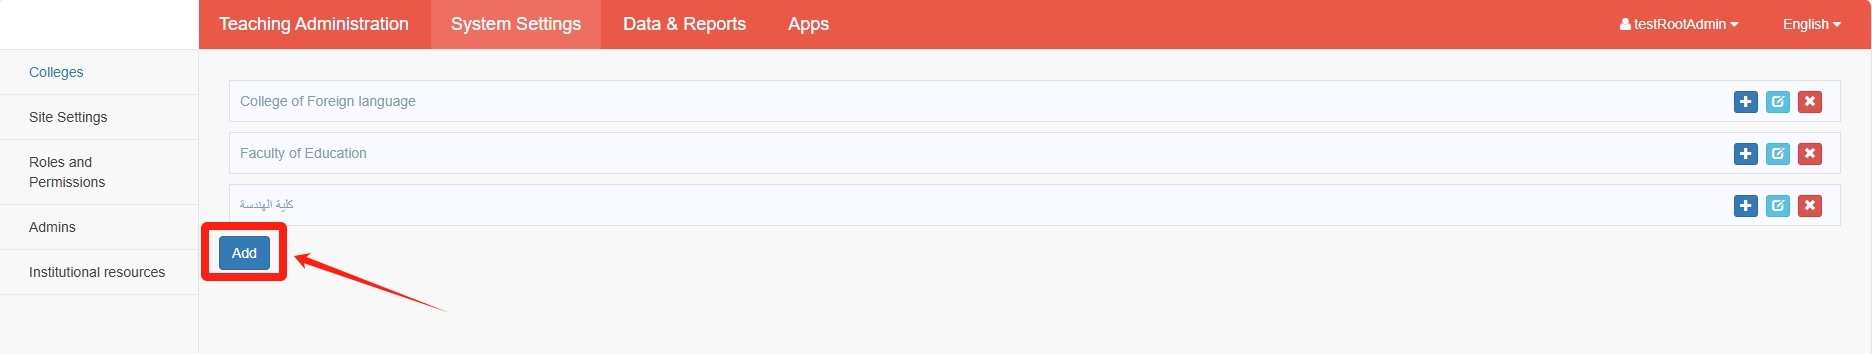 Teaching Administration System Settings Data & Reports Apps testRootAdmin English
Colleges
Site Settings
Roles and
Permissions
Admins
Institutional resources
College of Foreign language
Faculty of Education
كلية الهندسة
Add